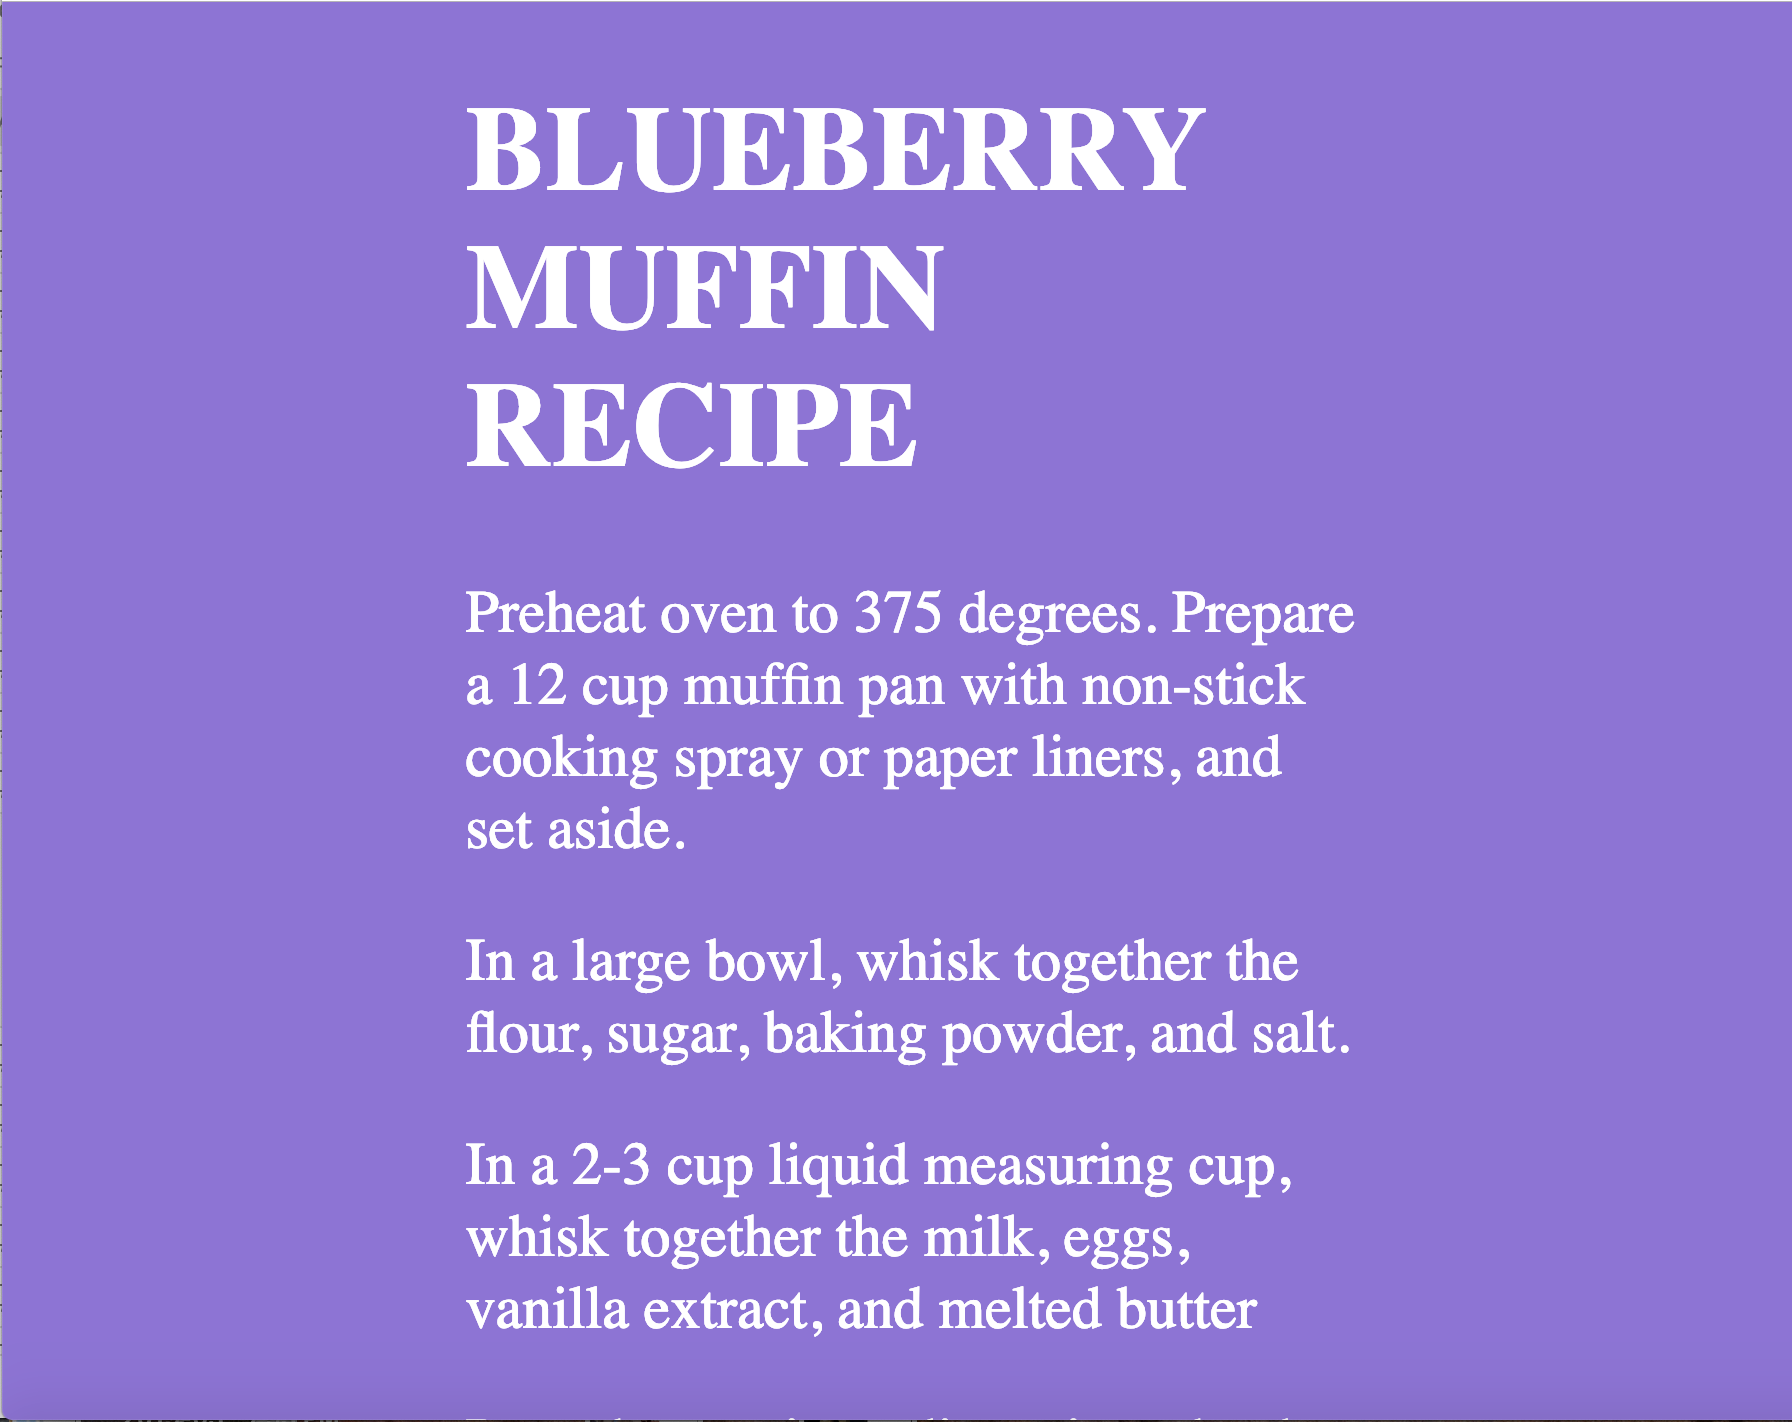 BLUEBERRY
MUFFIN
RECIPE
Preheat oven to 375 degrees. Prepare
a 12 cup muffin pan with non-stick
cooking spray or paper liners, and
set aside.
In a large bowl, whisk together the
flour, sugar, baking powder, and salt.
In a 2-3 cup liquid measuring cup,
whisk together the milk, eggs,
vanilla extract, and melted butter